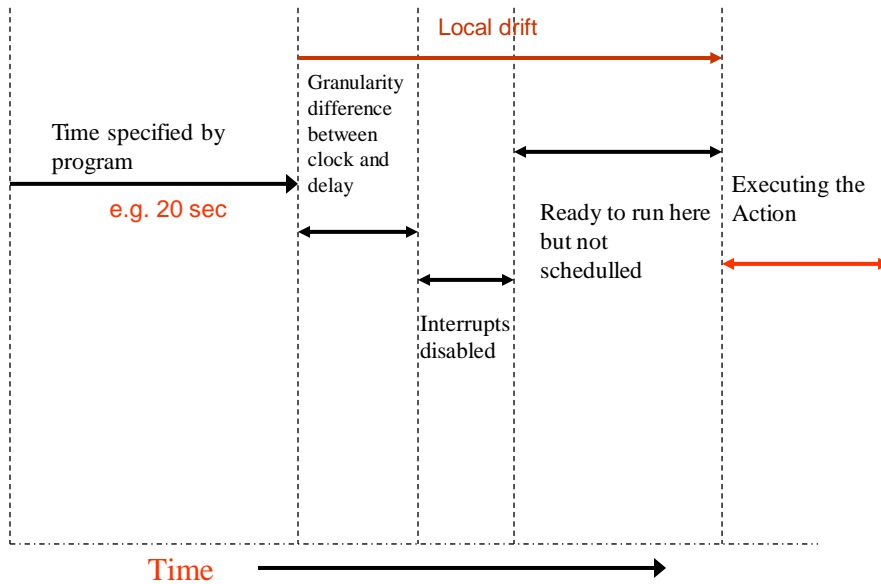 Local drift
Granularity
difference
between
clock and
delay
Time specified by
program
e.g. 20 sec
Interrupts
disabled
Ready to run here
but not
schedulled
Executing the
Action
Time